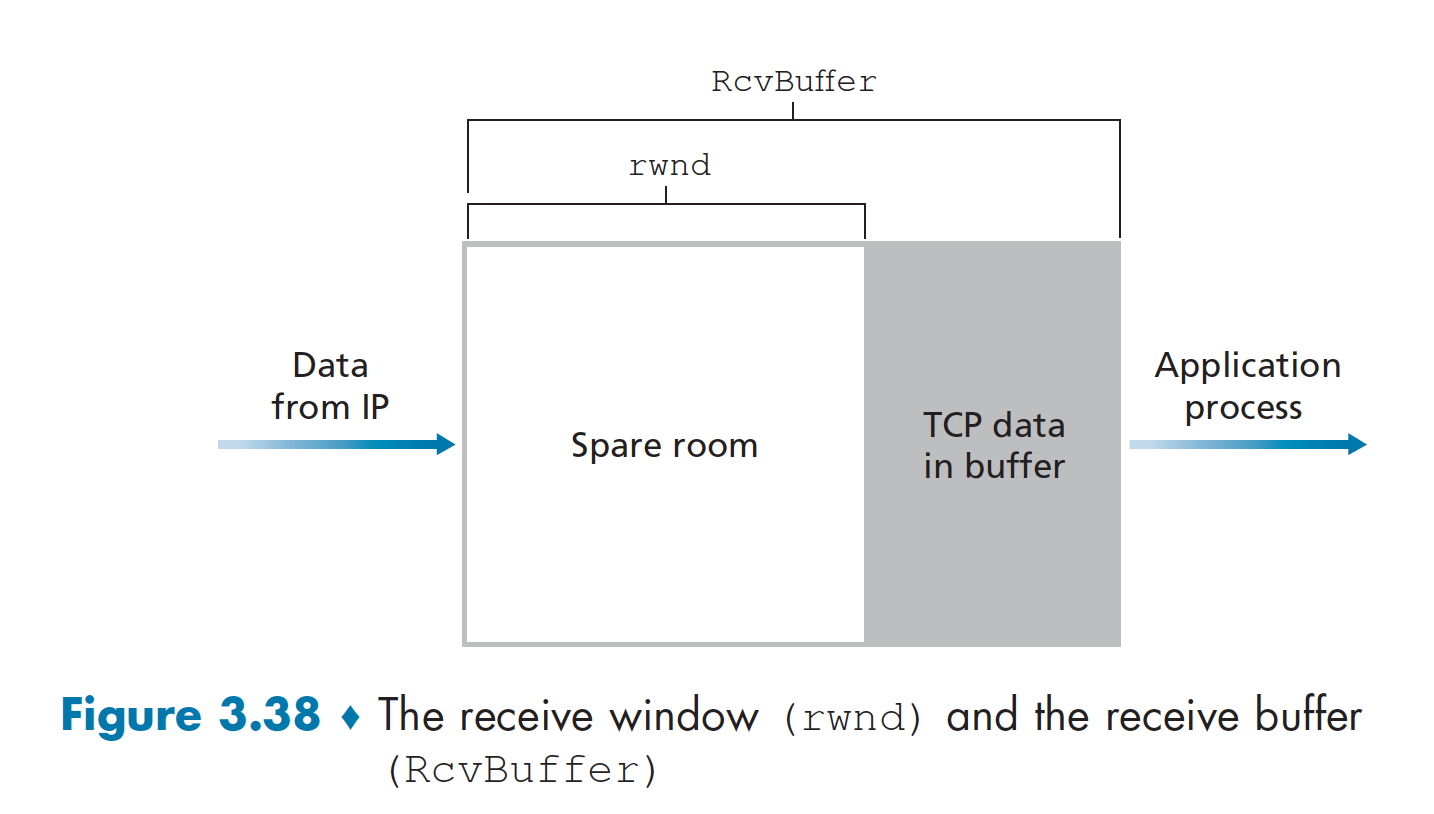 RcvBuffer
rwnd
Data
from IP
Spare room
TCP data
in buffer
Application
process
Figure 3.38 ♦ The receive window (rwnd) and the receive buffer
(RcvBuffer)